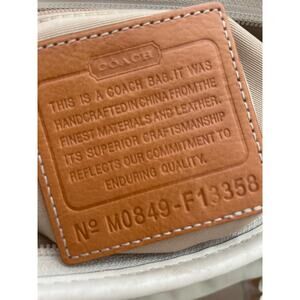 COACH
THIS IS A COACH BAG. IT WAS
HANDCRAFTED IN CHINA FROM THE
FINEST MATERIALS AND LEATHER.
ITS SUPERIOR CRAFTSMANSHIP
REFLECTS OUR COMMITMENT TO
ENDURING QUALITY.
Nº M0849-F13358